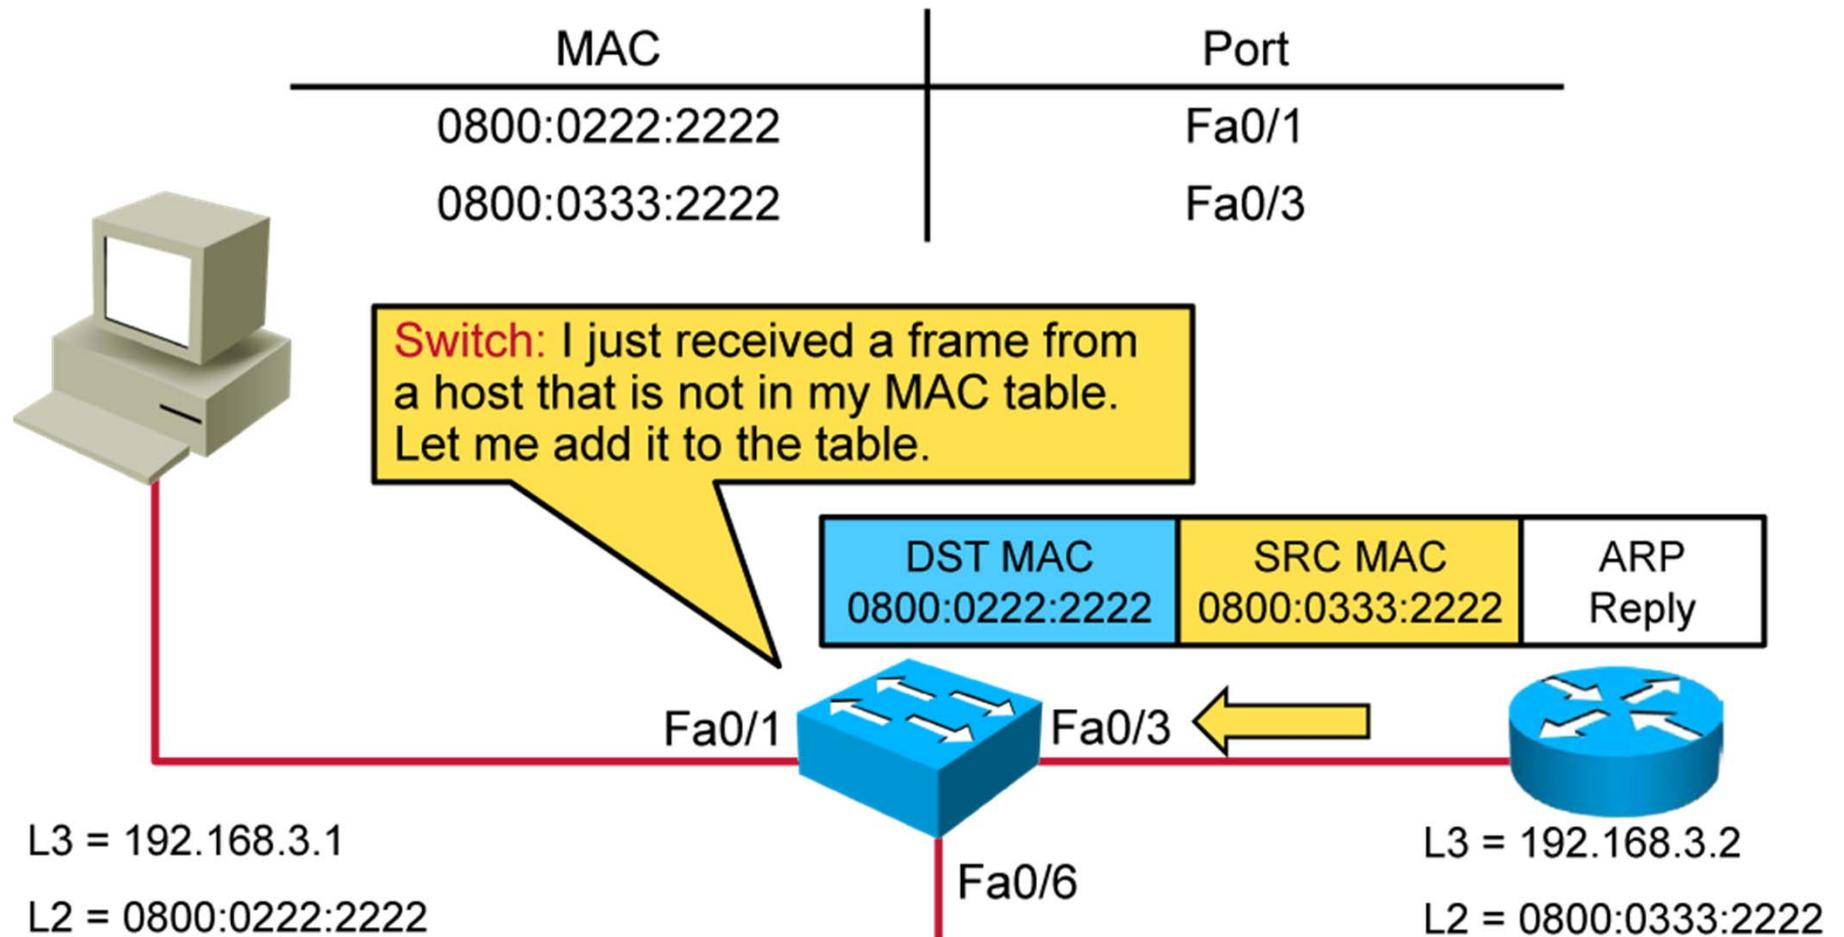 MAC Port
0800:0222:2222 Fa0/1
0800:0333:2222 Fa0/3
Switch: I just received a frame from
a host that is not in my MAC table.
Let me add it to the table.
DST MAC SRC MAC ARP
0800:0222:2222 0800:0333:2222 Reply
Fa0/1 Fa0/3
L3 = 192.168.3.1 L3 = 192.168.3.2
Fa0/6
L2 = 0800:0222:2222 L2 = 0800:0333:2222